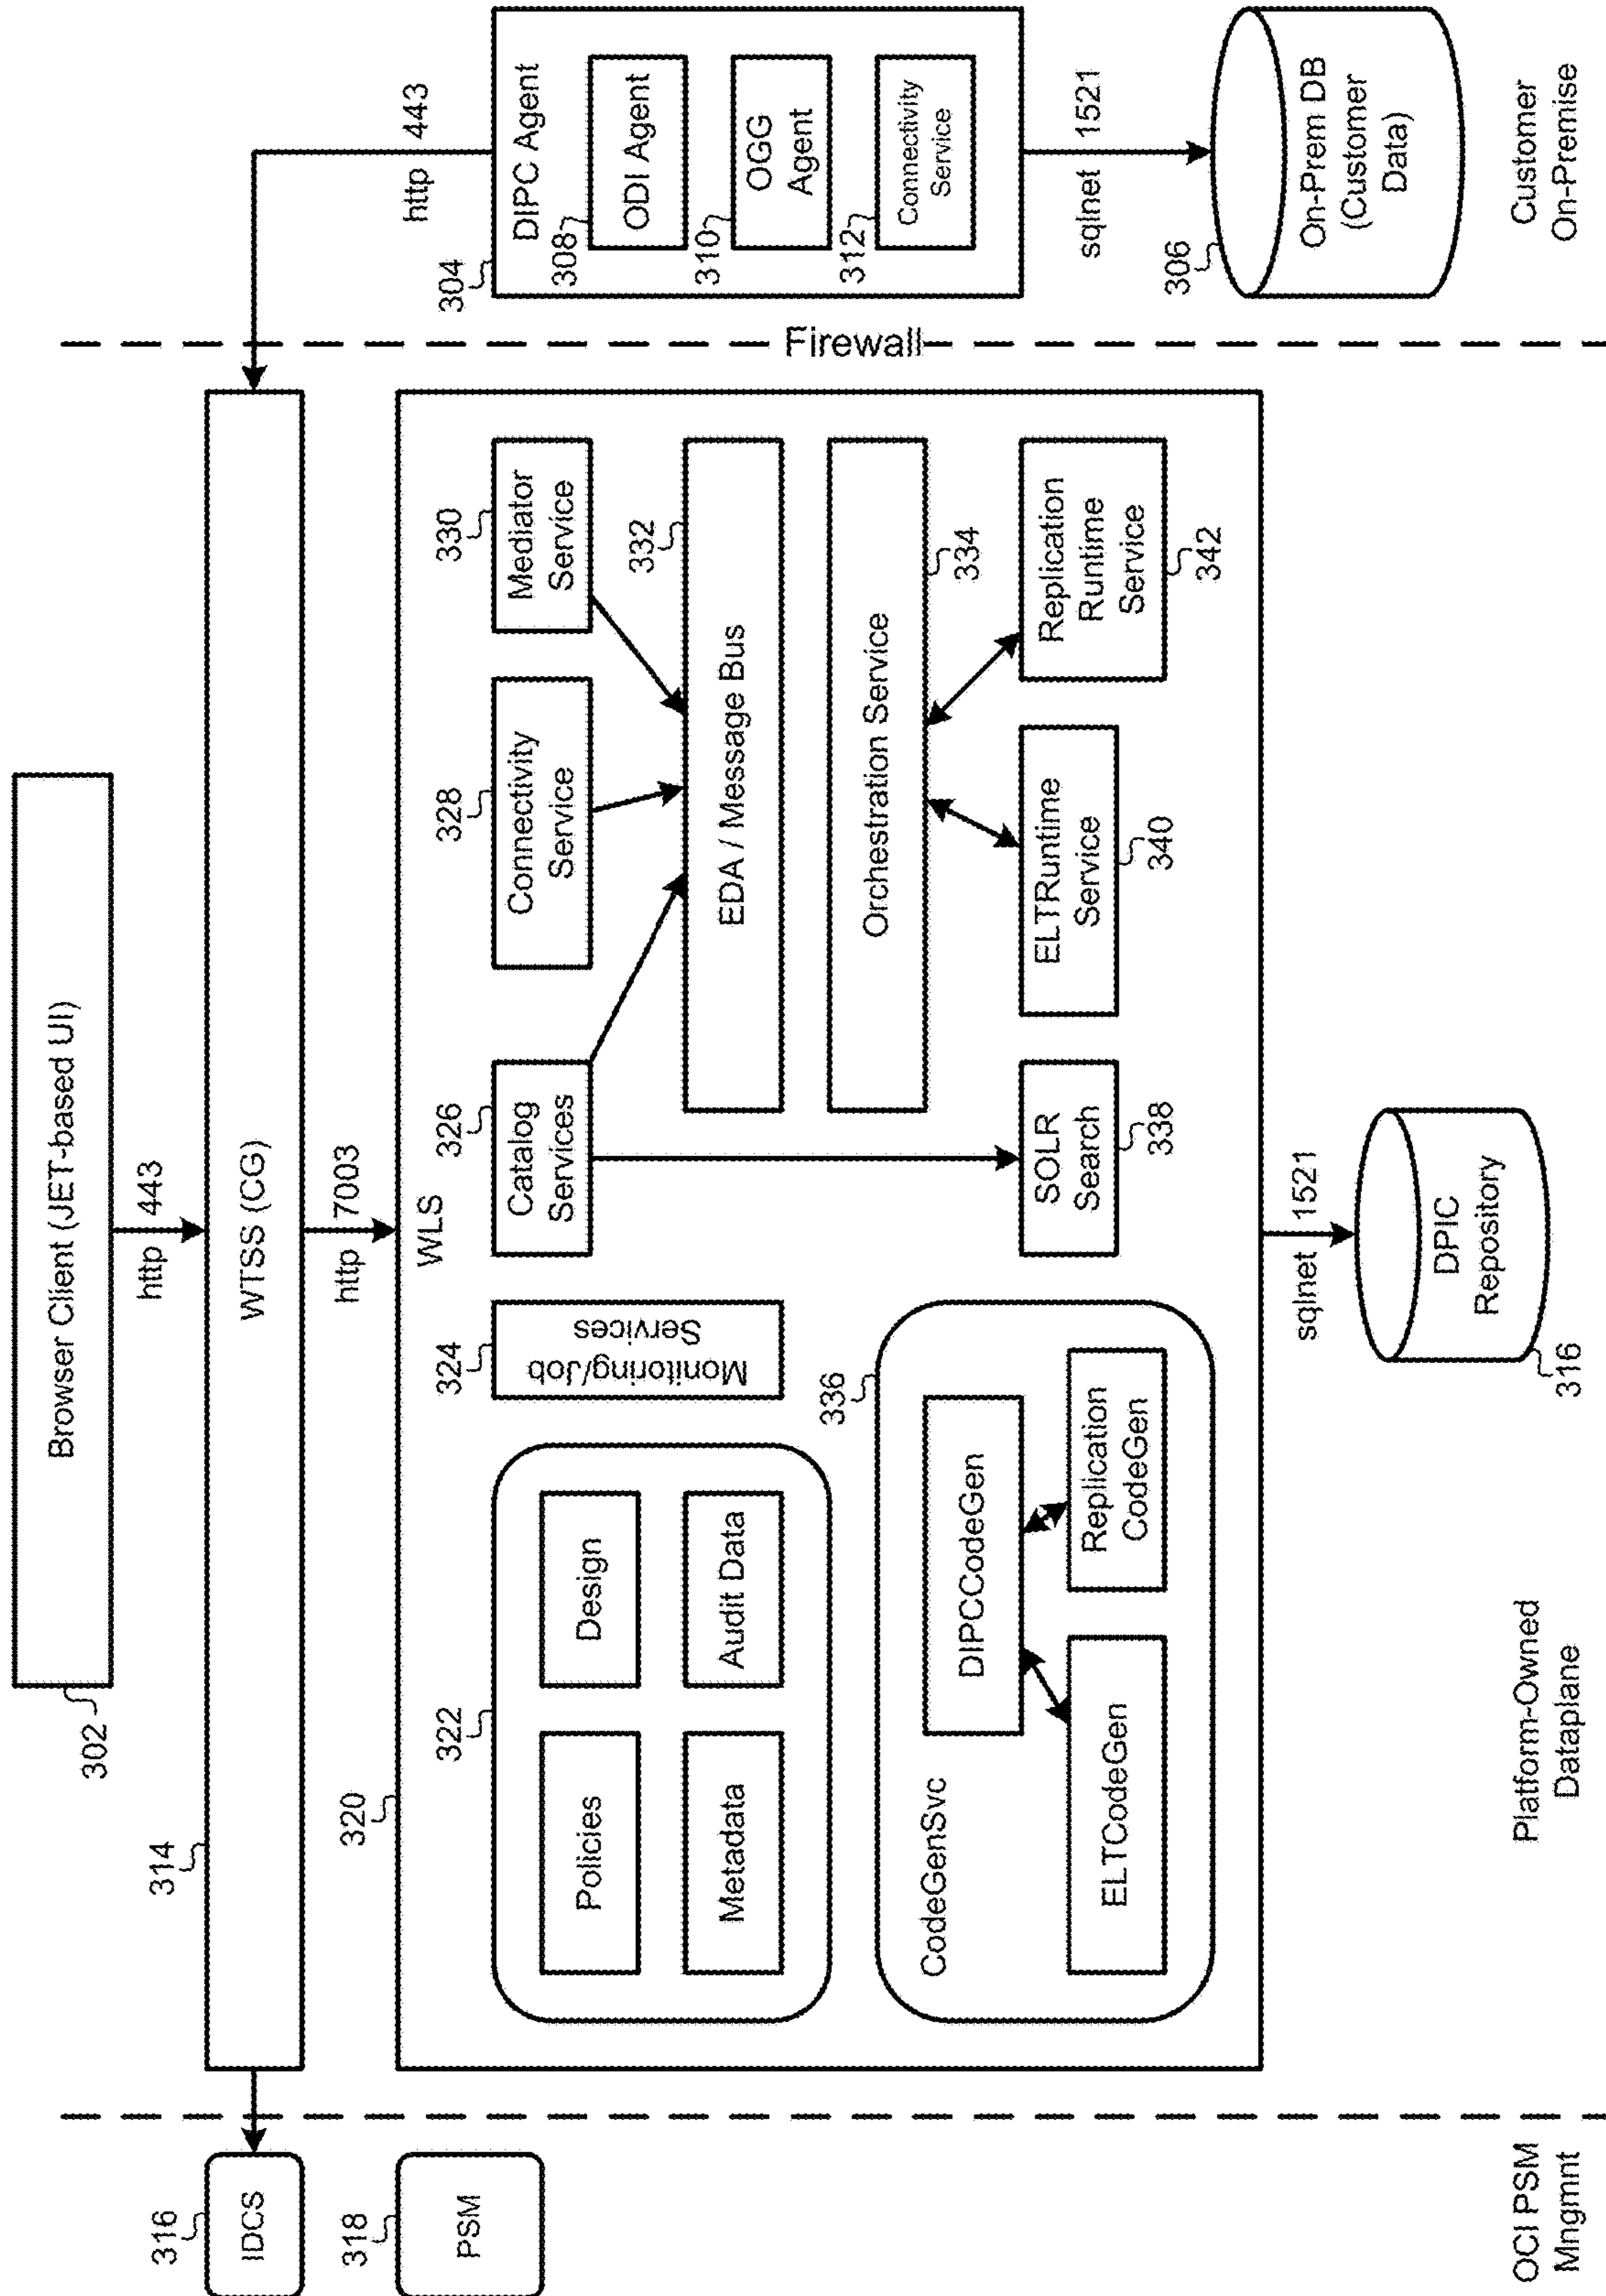 302
Browser Client (JET-based UI)
http 443
314
WTSS (CG)
http 7003
http 443
316
IDCS
318
PSM
OCI PSM
Mngmnt
320
WLS
322
Policies
Design
Metadata
Audit Data
324
Monitoring/Job
Services
326
Catalog
Services
328
Connectivity
Service
330
Mediator
Service
332
EDA / Message Bus
Orchestration Service
334
336
CodeGenSvc
DIPCCodeGen
ELTCodeGen
Replication
CodeGen
SOLR
Search
338
ELTRuntime
Service
340
Replication
Runtime
Service
342
sqlnet 1521
DPIC
Repository
316
Platform-Owned
Dataplane
Firewall
304
DIPC Agent
308
ODI Agent
310
OGG
Agent
312
Connectivity
Service
sqlnet 1521
306
On-Prem DB
(Customer
Data)
Customer
On-Premise